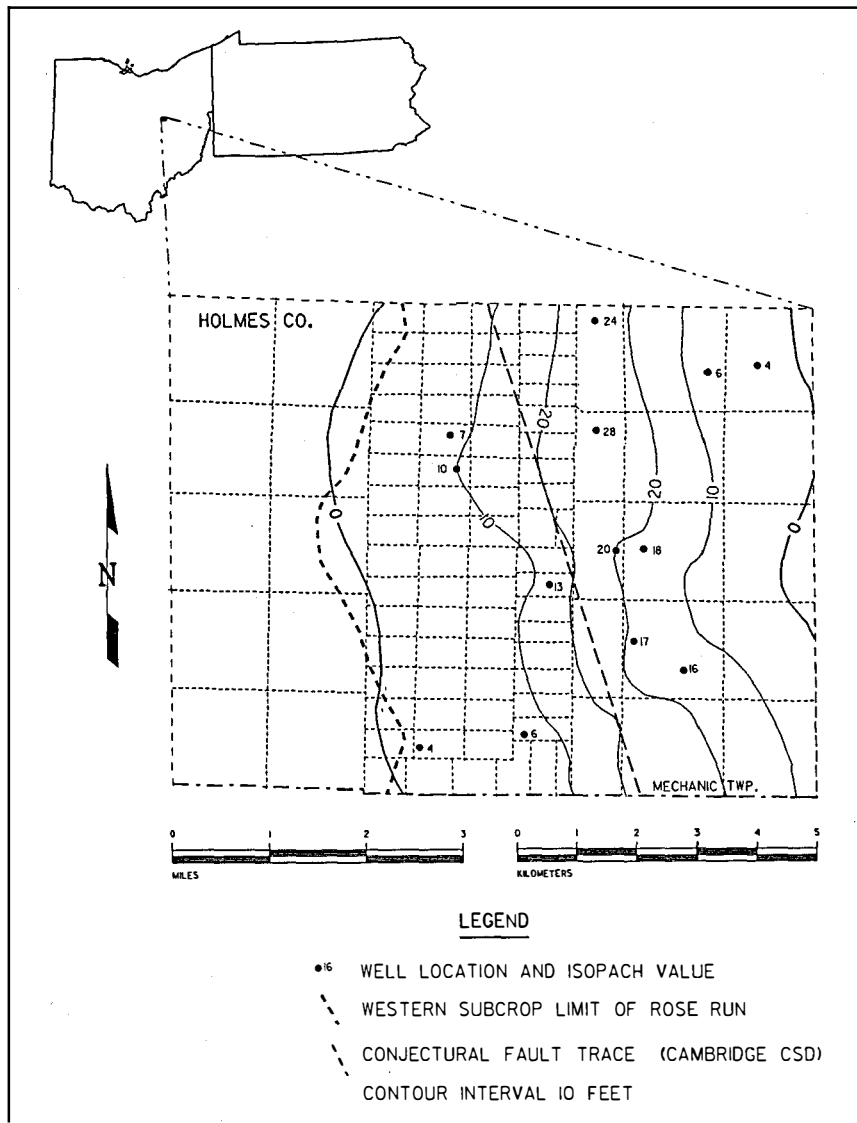 HOLMES CO.
24
6
4
20
7
28
10
20
10
10
0
0
20
18
13
17
16
6
4
MECHANIC TWP.
N
0 1 2 3
MILES
0 1 2 3 4 5
KILOMETERS
LEGEND
16 WELL LOCATION AND ISOPACH VALUE
WESTERN SUBCROP LIMIT OF ROSE RUN
CONJECTURAL FAULT TRACE (CAMBRIDGE CSD)
CONTOUR INTERVAL 10 FEET